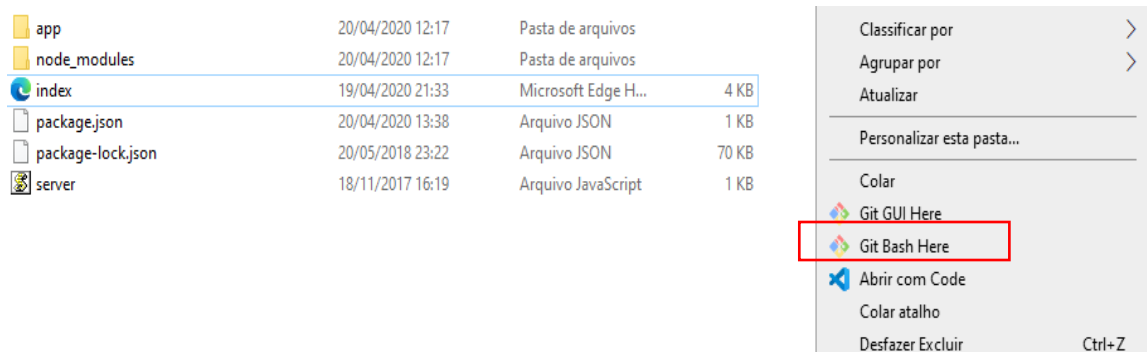 app 20/04/2020 12:17 Pasta de arquivos
node_modules 20/04/2020 12:17 Pasta de arquivos
index 19/04/2020 21:33 Microsoft Edge H... 4 KB
package.json 20/04/2020 13:38 Arquivo JSON 1 KB
package-lock.json 20/05/2018 23:22 Arquivo JSON 70 KB
server 18/11/2017 16:19 Arquivo JavaScript 1 KB
Classificar por
Agrupar por
Atualizar
Personalizar esta pasta...
Colar
Git GUI Here
Git Bash Here
Abrir com Code
Colar atalho
Desfazer Excluir Ctrl+Z